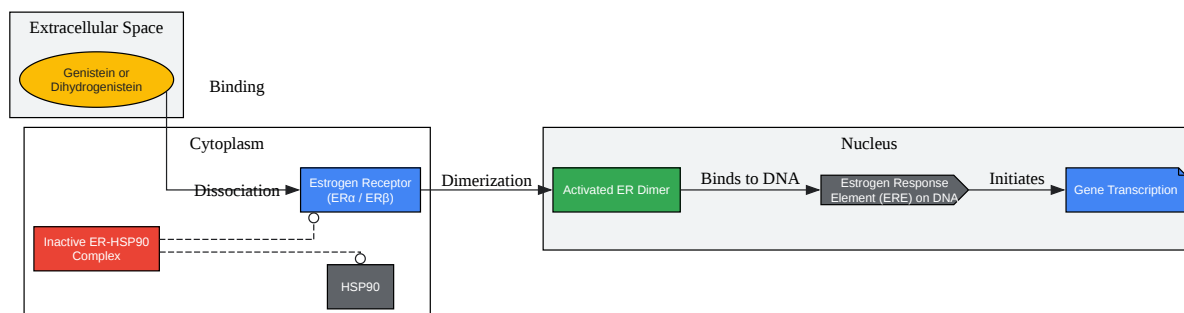 Extracellular Space
Genistein or
Dihydrogenistein
Binding
Cytoplasm
Dissociation
Estrogen Receptor
(ERα / ERβ)
Inactive ER-HSP90
Complex
HSP90
Dimerization
Nucleus
Activated ER Dimer
Binds to DNA
Estrogen Response
Element (ERE) on DNA
Initiates
Gene Transcription